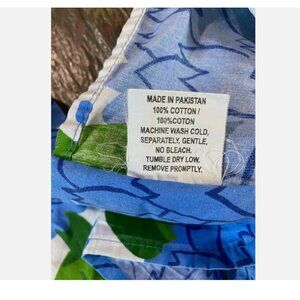 MADE IN PAKISTAN
100% COTTON /
100%COTON
MACHINE WASH COLD,
SEPARATELY, GENTLE,
NO BLEACH.
TUMBLE DRY LOW.
REMOVE PROMPTLY.